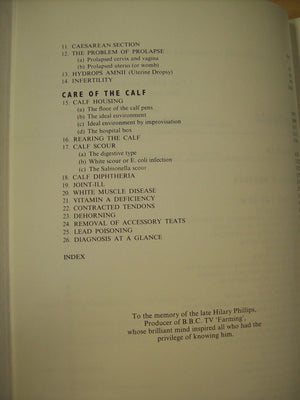 11. CAESAREAN SECTION
12. THE PROBLEM OF PROLAPSE
(a) Prolapsed cervix and vagina
(b) Prolapsed uterus (or womb)
13. HYDROPS AMNII (Uterine Dropsy)
14. INFERTILITY
CARE OF THE CALF
15 CALF HOUSING
(a) The floor of the calf pens
(b) The ideal environment
(c) Ideal environment by improvisation
(d) The hospital box
16. REARING THE CALF
17. CALF SCOUR
(a) The digestive type
(b) White scour or E. coli infection
(c) The Salmonella scour
18. CALF DIPHTHERIA
19. JOINT-ILL
20. WHITE MUSCLE DISEASE
21. VITAMIN A DEFICIENCY
22. CONTRACTED TENDONS
23. DEHORNING
24. REMOVAL OF ACCESSORY TEATS
25. LEAD POISONING
26. DIAGNOSIS AT A GLANCE
INDEX
To the memory of the late Hilary Phillips,
Producer of B.B.C. TV 'Farming',
whose brilliant mind inspired all who had the
privilege of knowing him.